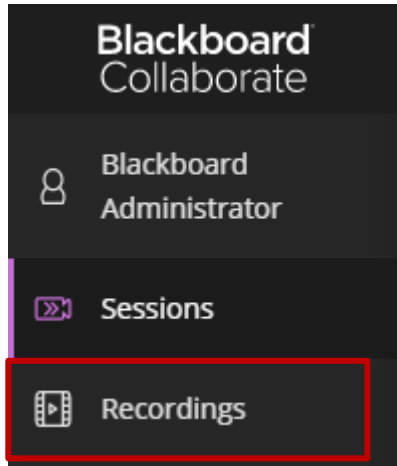 Blackboard
Collaborate
Blackboard
Administrator
Sessions
Recordings